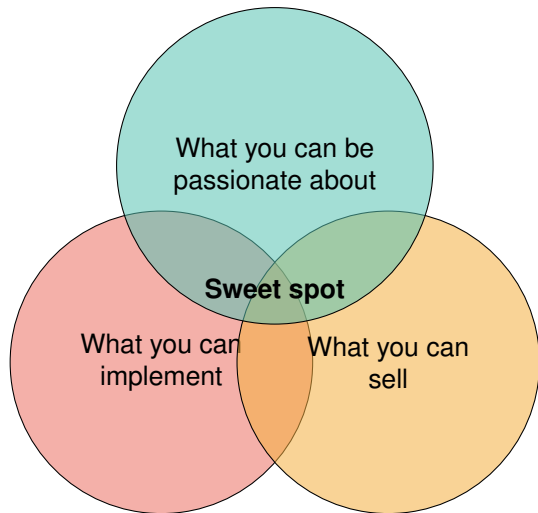 What you can be
passionate about
Sweet spot
What you can
implement
What you can
sell